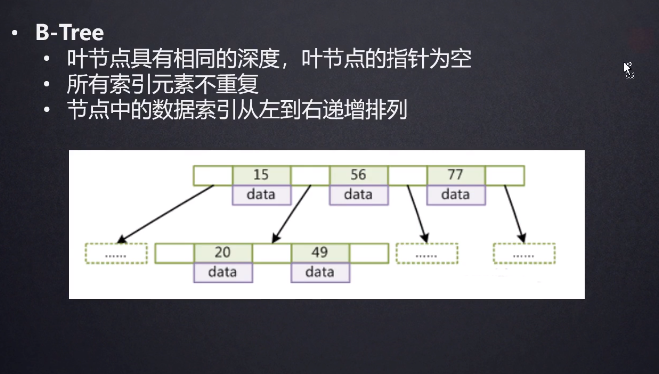 • B-Tree
• 叶节点具有相同的深度，叶节点的指针为空
• 所有索引元素不重复
• 节点中的数据索引从左到右递增排列
15 56 77
data data data
...... 20 49 ...... ......
data data